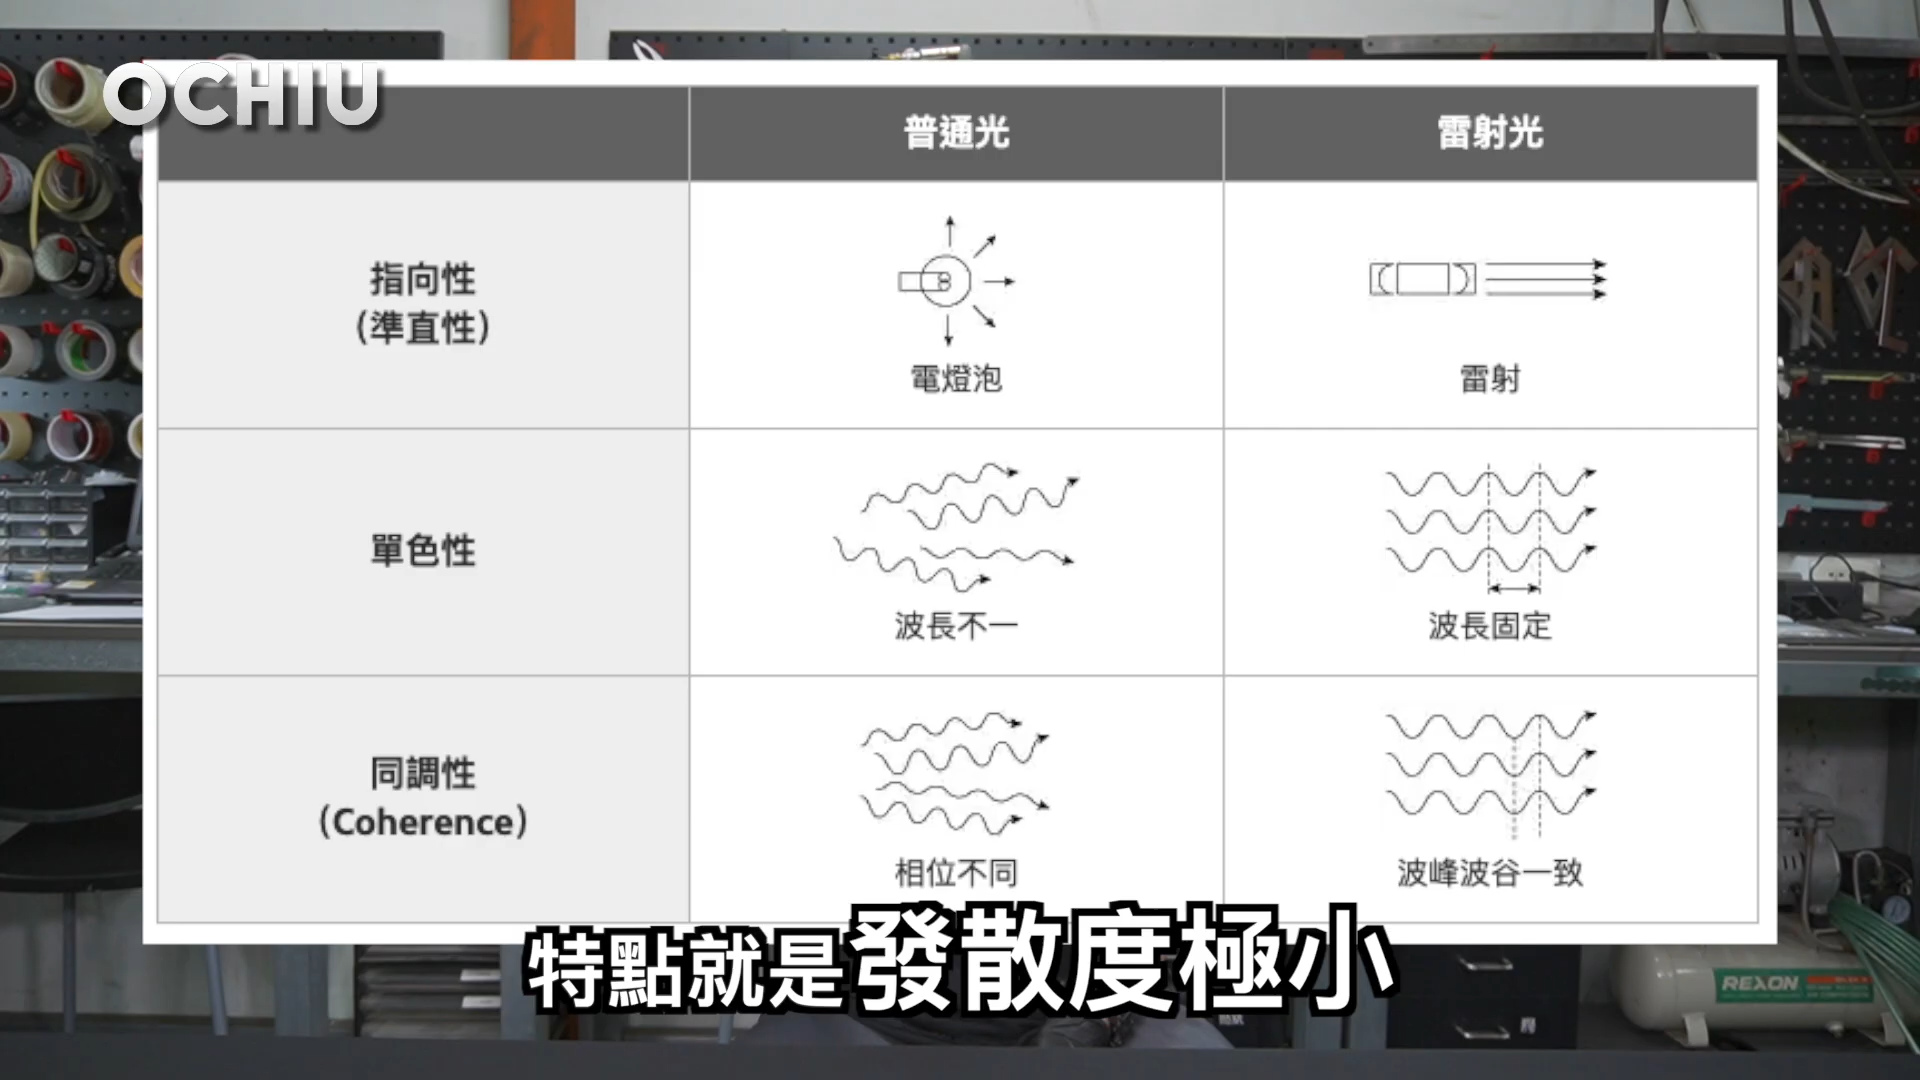 OCHIU
普通光
雷射光
指向性
(準直性)
電燈泡
雷射
單色性
波長不一
波長固定
同調性
(Coherence)
相位不同
波峰波谷一致
特點就是發散度極小
REXON